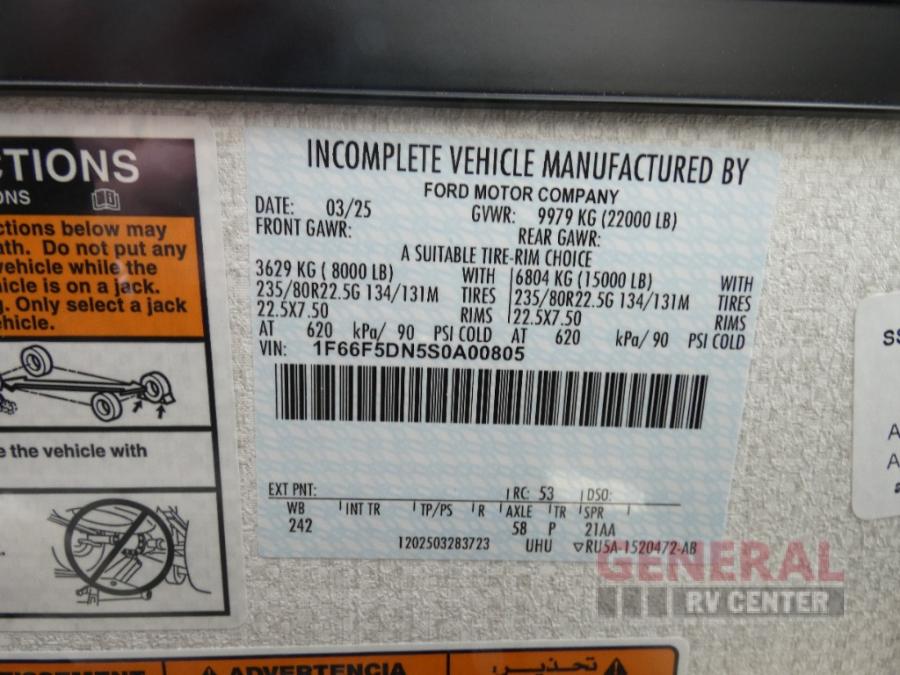 CTIONS
ONS
ctions below may
ath. Do not put any
vehicle while the
icle is on a jack.
g. Only select a jack
ehicle.
e the vehicle with
INCOMPLETE VEHICLE MANUFACTURED BY
FORD MOTOR COMPANY
DATE: 03/25 GVWR: 9979 KG (22000 LB)
FRONT GAWR: REAR GAWR:
A SUITABLE TIRE-RIM CHOICE
3629 KG ( 8000 LB) WITH 6804 KG (15000 LB) WITH
235/80R22.5G 134/131M TIRES 235/80R22.5G 134/131M TIRES
22.5X7.50 RIMS 22.5X7.50 RIMS
AT 620 kPa/ 90 PSI COLD AT 620 kPa/ 90 PSI COLD
VIN: 1F66F5DN5S0A00805
EXT PNT: RC: 53 DSO:
WB INT TR TP/PS R AXLE TR SPR
242 58 P 21AA
1202503283723 UHU ▽RU5A-1520472-AB
GENERAL
RV CENTER
SS
A
A
ADVERTENCIA
تحذير